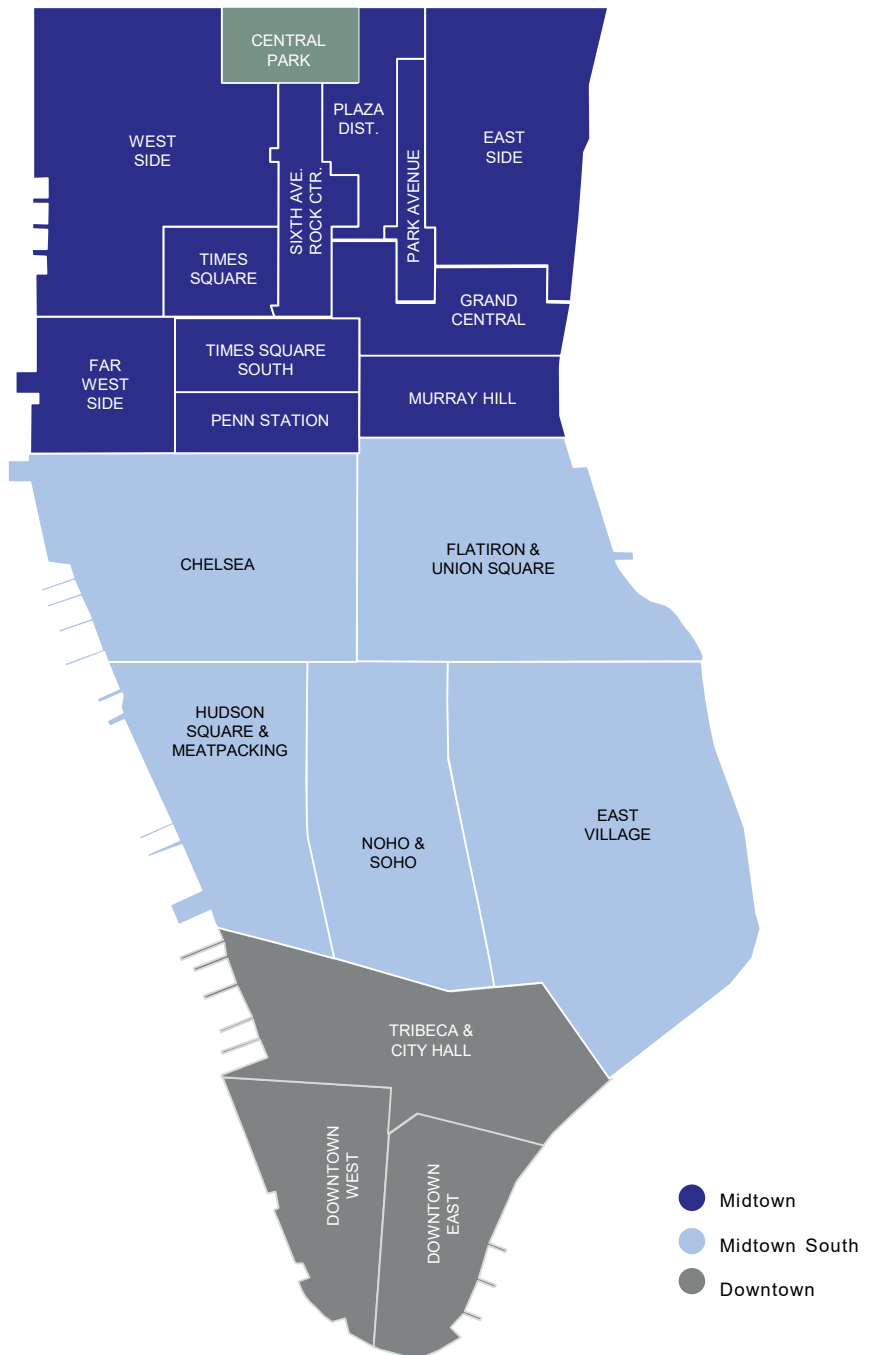 CENTRAL
PARK
PLAZA
DIST.
WEST
SIDE
EAST
SIDE
SIXTH AVE.
ROCK CTR.
PARK AVENUE
TIMES
SQUARE
GRAND
CENTRAL
TIMES SQUARE
SOUTH
FAR
WEST
SIDE
MURRAY HILL
PENN STATION
CHELSEA
FLATIRON &
UNION SQUARE
HUDSON
SQUARE &
MEATPACKING
NOHO &
SOHO
EAST
VILLAGE
TRIBECA &
CITY HALL
DOWNTOWN
WEST
DOWNTOWN
EAST
Midtown
Midtown South
Downtown